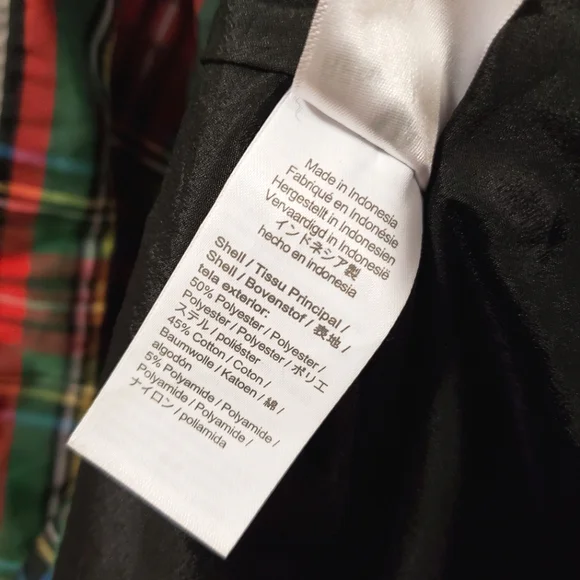 Made in Indonesia
Fabriqué en Indonésie
Hergestellt in Indonesien
Vervaardigd in Indonesië
インドネシア製
hecho en Indonesia
Shell / Tissu Principal /
Shell / Bovenstof / 表地 /
tela exterior:
50% Polyester / Polyester /
Polyester / Polyester / ポリエ
ステル / poliéster
45% Cotton / Coton /
Baumwolle / Katoen / 綿 /
algodón
5% Polyamide / Polyamide /
Polyamide / Polyamide /
ナイロン / poliamida